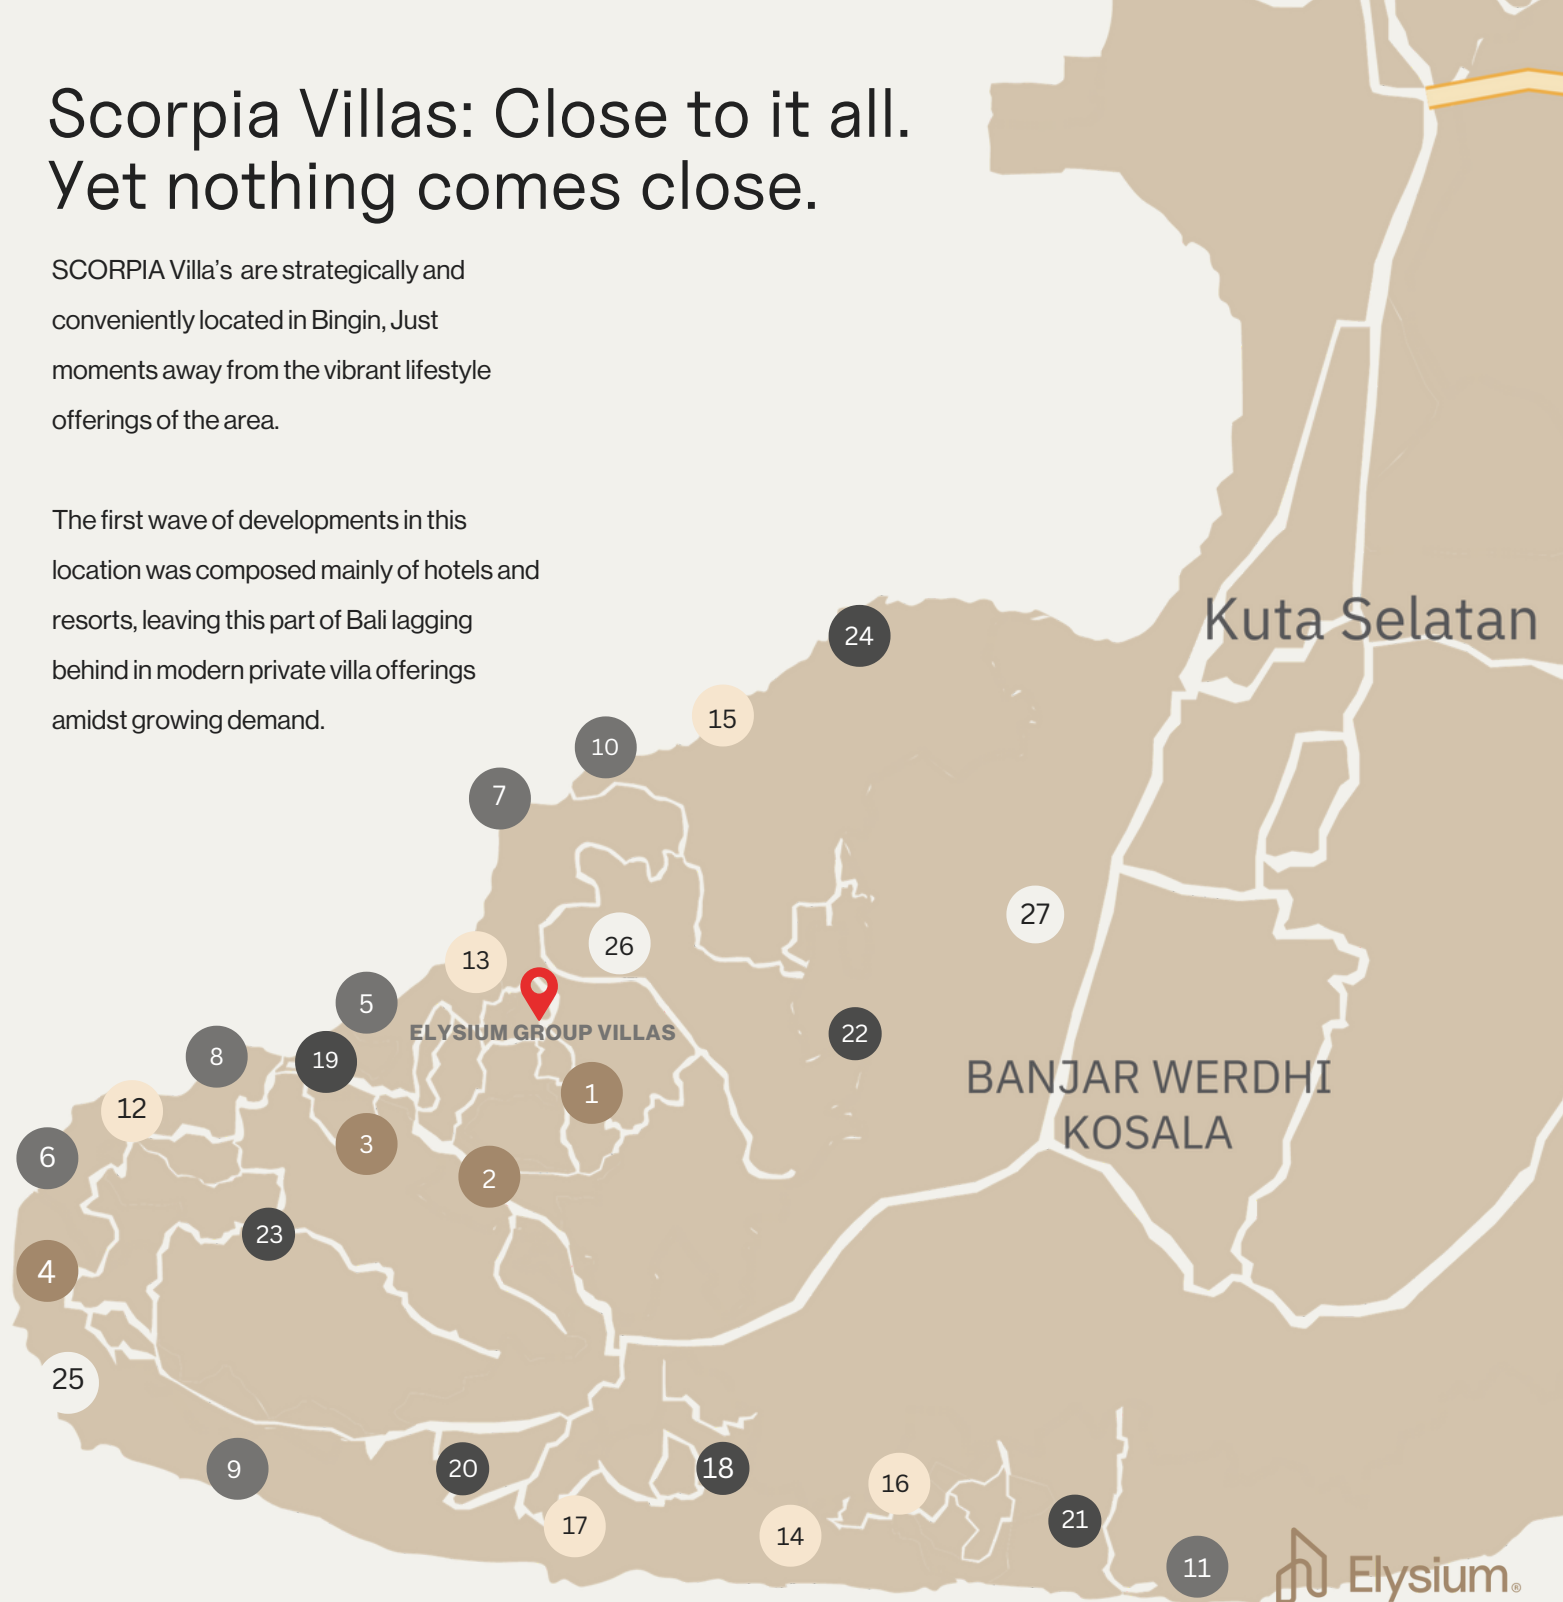 Scorpia Villas: Close to it all.
Yet nothing comes close.
SCORPIA Villa’s are strategically and
conveniently located in Bingin, Just
moments away from the vibrant lifestyle
offerings of the area.
The first wave of developments in this
location was composed mainly of hotels and
resorts, leaving this part of Bali lagging
behind in modern private villa offerings
amidst growing demand.
Kuta Selatan
24
15
10
7
27
26
13
5
ELYSIUM GROUP VILLAS
22
8
19
BANJAR WERDHI
KOSALA
1
12
3
6
2
23
4
25
9
20
18
16
17
14
21
11
Elysium®